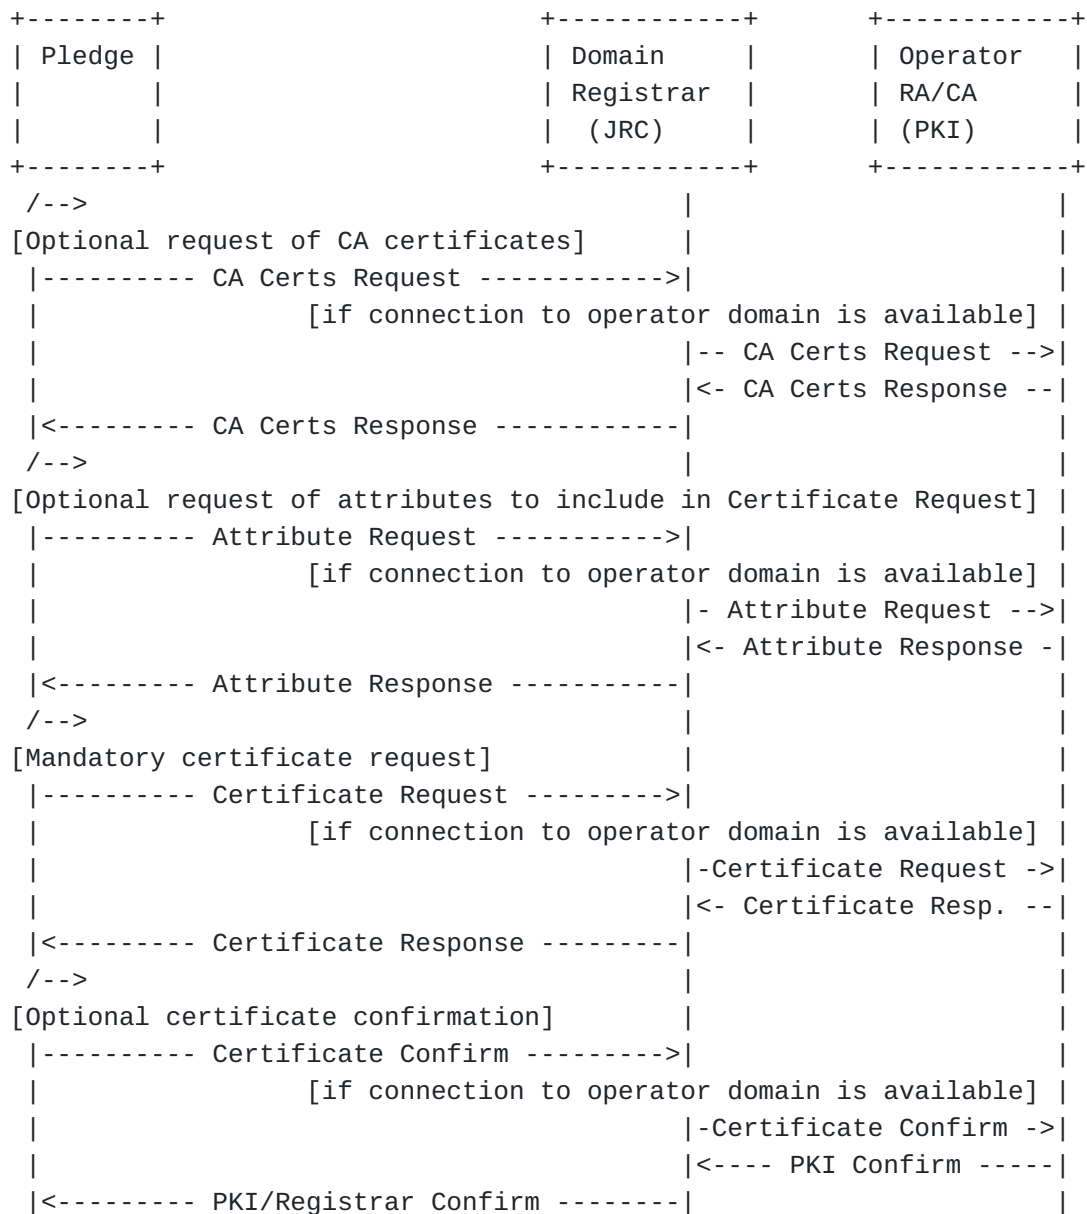 +--------+                         +------------+       +------------+
| Pledge |                         | Domain     |       | Operator   |
|        |                         | Registrar  |       | RA/CA      |
|        |                         |  (JRC)     |       | (PKI)      |
+--------+                         +------------+       +------------+
 /-->                                       |                        |
[Optional request of CA certificates]       |                        |
 |---------- CA Certs Request ------------>|                        |
 |                 [if connection to operator domain is available] |
 |                                          |-- CA Certs Request -->|
 |                                          |<- CA Certs Response --|
 |<--------- CA Certs Response ------------|                        |
 /-->                                       |                        |
[Optional request of attributes to include in Certificate Request] |
 |---------- Attribute Request ----------->|                        |
 |                 [if connection to operator domain is available] |
 |                                          |- Attribute Request -->|
 |                                          |<- Attribute Response -|
 |<--------- Attribute Response -----------|                        |
 /-->                                       |                        |
[Mandatory certificate request]             |                        |
 |---------- Certificate Request --------->|                        |
 |                 [if connection to operator domain is available] |
 |                                          |-Certificate Request ->|
 |                                          |<- Certificate Resp. --|
 |<--------- Certificate Response ---------|                        |
 /-->                                       |                        |
[Optional certificate confirmation]         |                        |
 |---------- Certificate Confirm --------->|                        |
 |                 [if connection to operator domain is available] |
 |                                          |-Certificate Confirm ->|
 |                                          |<---- PKI Confirm -----|
 |<--------- PKI/Registrar Confirm --------|                        |